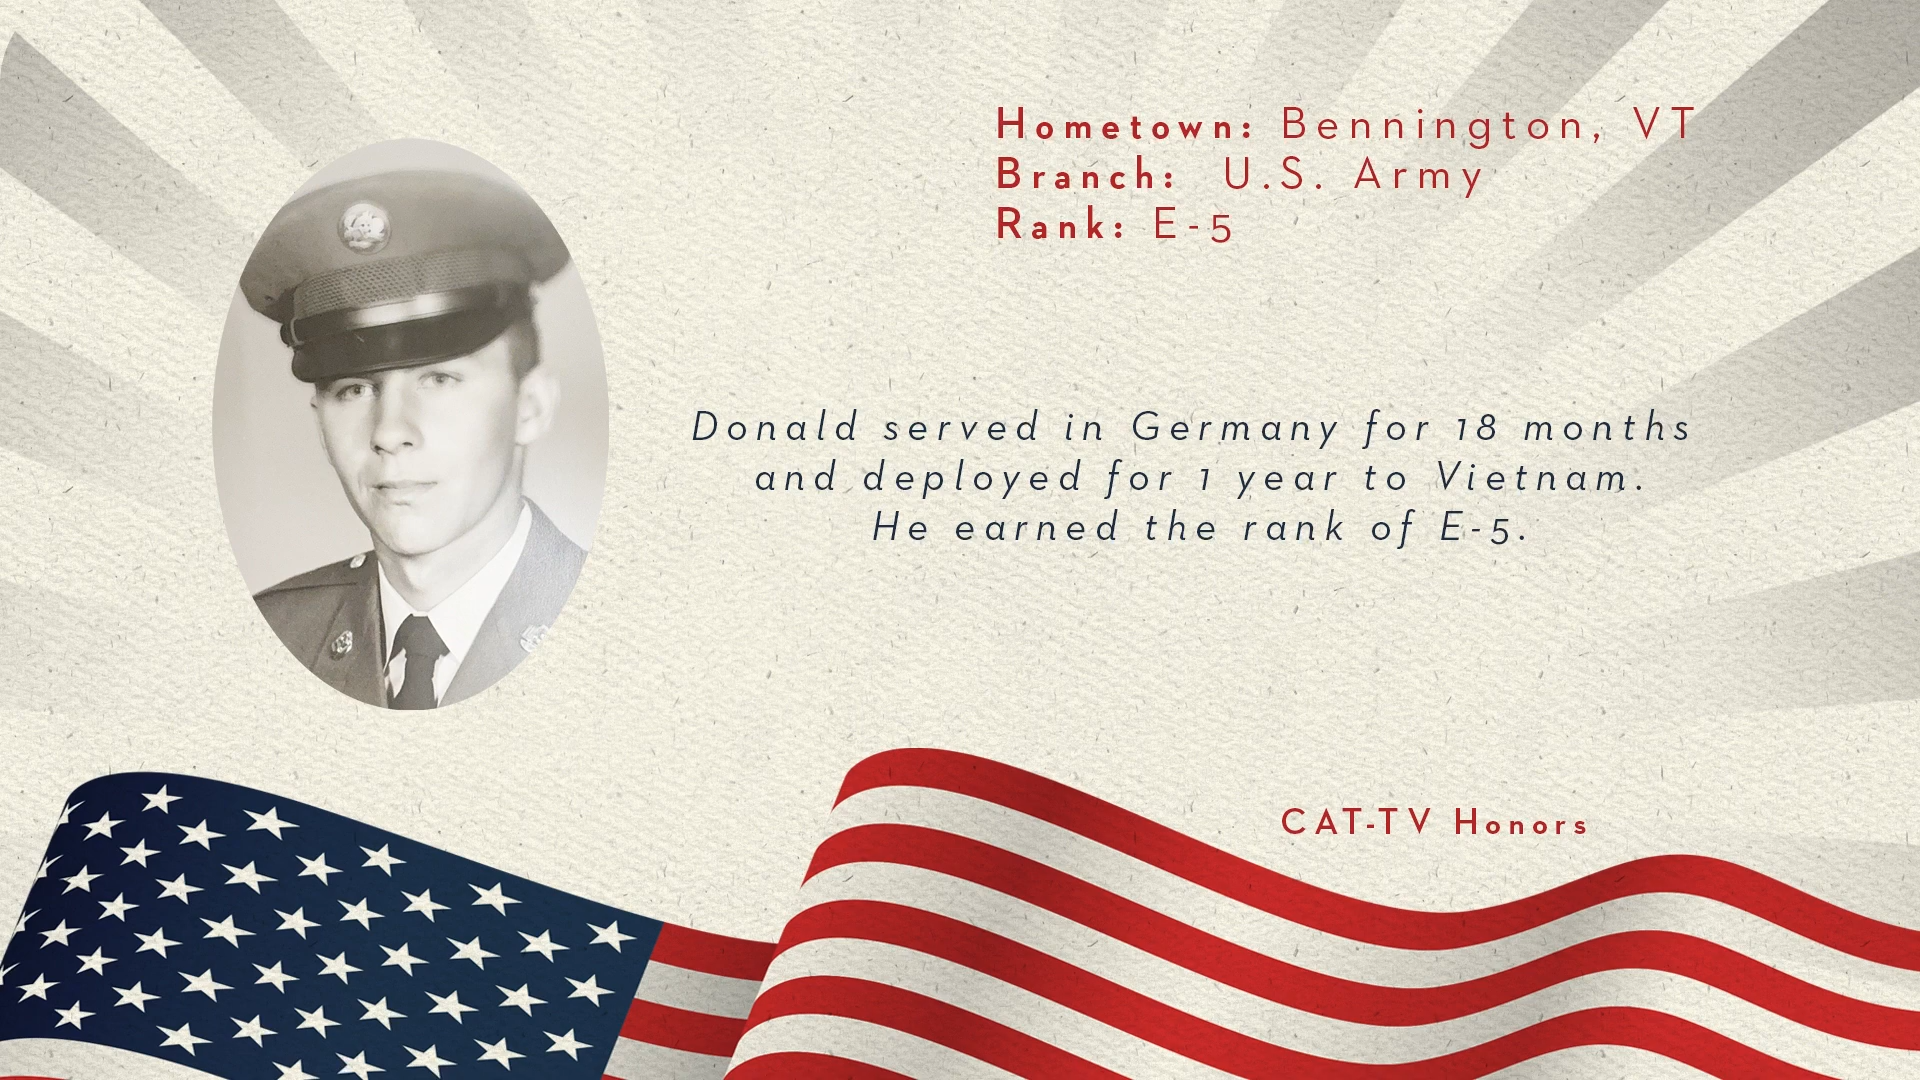 Hometown: Bennington, VT
Branch: U.S. Army
Rank: E-5
Donald served in Germany for 18 months
and deployed for 1 year to Vietnam.
He earned the rank of E-5.
CAT-TV Honors